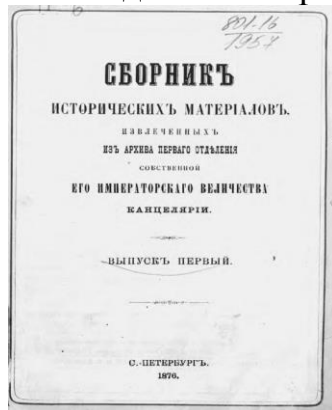 801-16
1957
СБОРНИКЪ
ИСТОРИЧЕСКИХЪ МАТЕРІАЛОВЪ.
ИЗВЛЕЧЕННЫХЪ
ИЗЪ АРХИВА ПЕРВАГО ОТДѢЛЕНІЯ
СОБСТВЕННОЙ
ЕГО ИМПЕРАТОРСКАГО ВЕЛИЧЕСТВА
КАНЦЕЛЯРІИ.
ВЫПУСКЪ ПЕРВЫЙ.
С.-ПЕТЕРБУРГЪ.
1876.